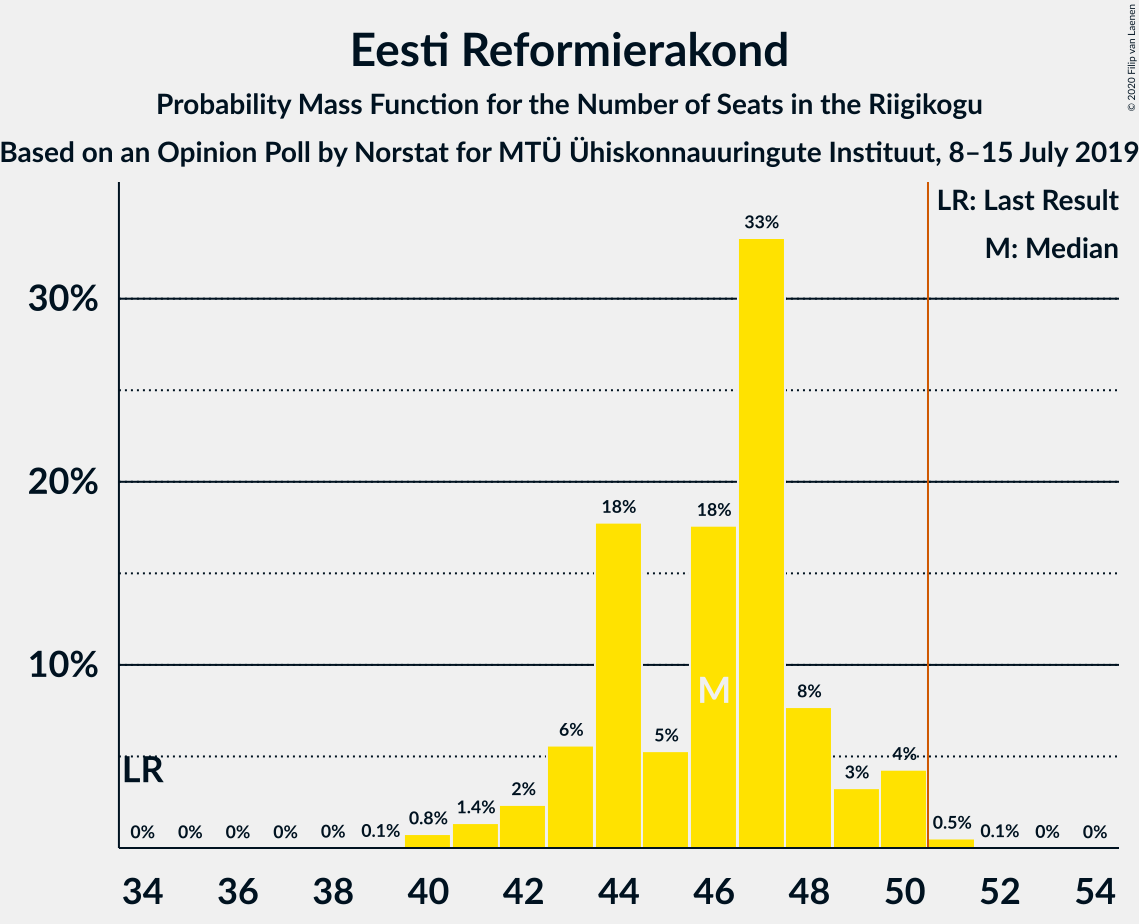 Eesti Reformierakond
Probability Mass Function for the Number of Seats in the Riigikogu
Based on an Opinion Poll by Norstat for MTÜ Ühiskonnauuringute Instituut, 8–15 July 2019
© 2020 Filip van Laenen
LR: Last Result
M: Median
30%
20%
10%
LR
M
0% 0% 0% 0% 0% 0.1% 0.8% 1.4% 2% 6% 18% 5% 18% 33% 8% 3% 4% 0.5% 0.1% 0% 0%
34 36 38 40 42 44 46 48 50 52 54